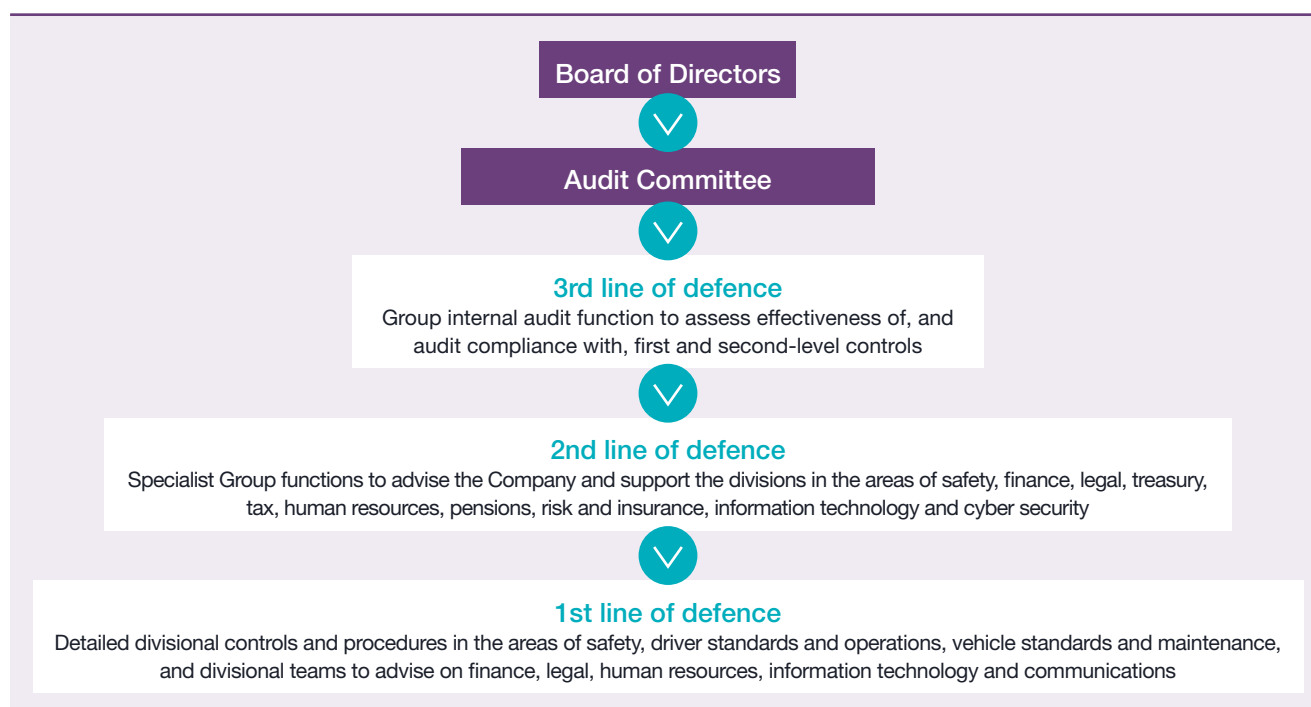 Board of Directors
Audit Committee
3rd line of defence
Group internal audit function to assess effectiveness of, and
audit compliance with, first and second-level controls
2nd line of defence
Specialist Group functions to advise the Company and support the divisions in the areas of safety, finance, legal, treasury,
tax, human resources, pensions, risk and insurance, information technology and cyber security
1st line of defence
Detailed divisional controls and procedures in the areas of safety, driver standards and operations, vehicle standards and maintenance,
and divisional teams to advise on finance, legal, human resources, information technology and communications